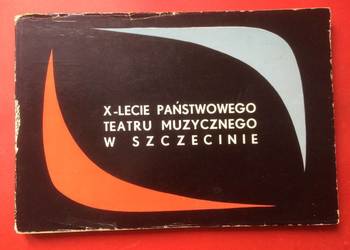 X-LECIE PAŃSTWOWEGO
TEATRU MUZYCZNEGO
W SZCZECINIE